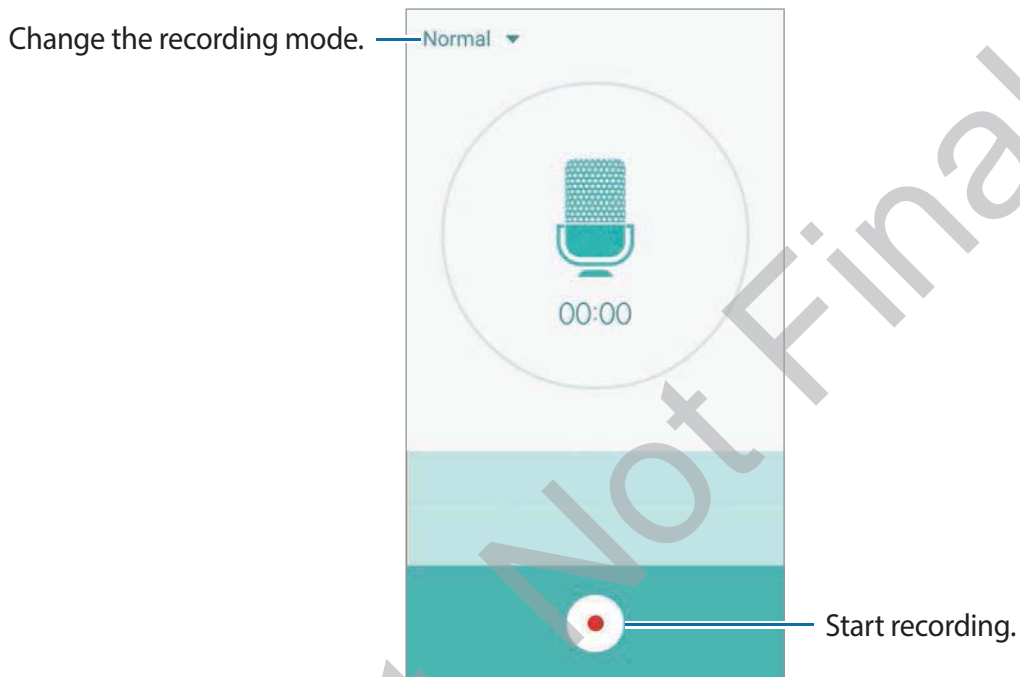 Change the recording mode.
Normal
00:00
Not Final
Start recording.